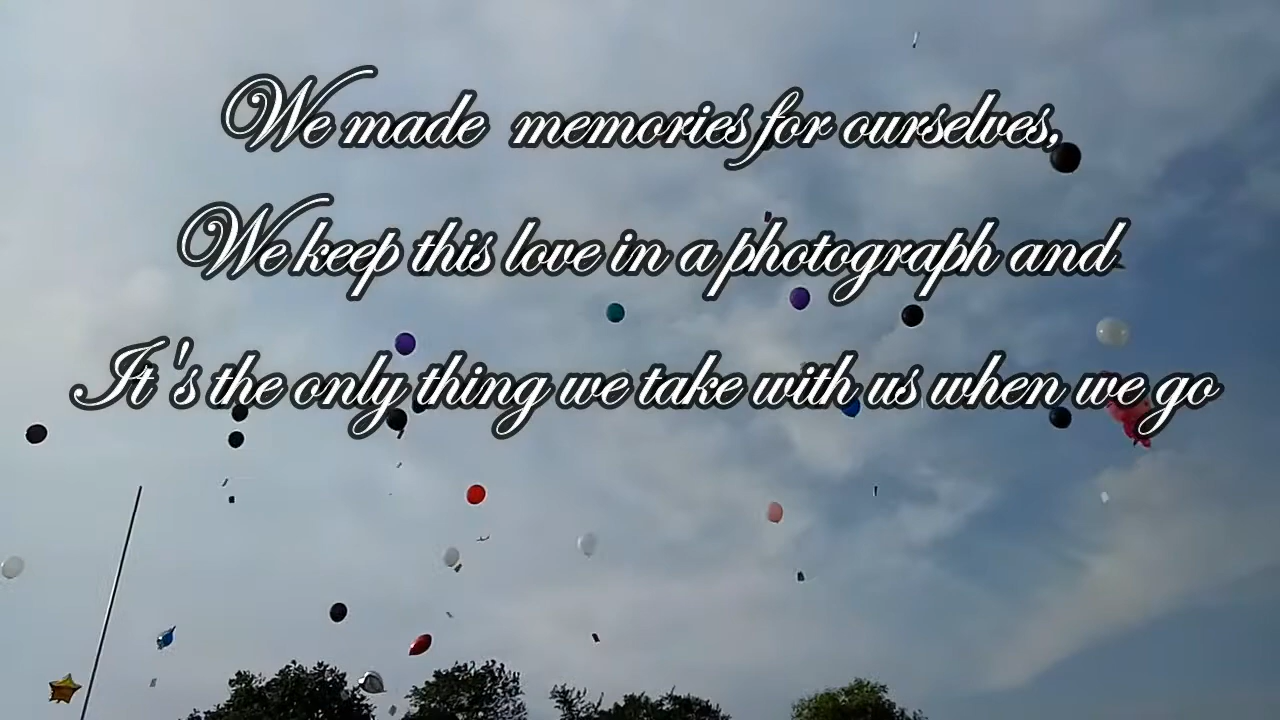 We made memories for ourselves,
We keep this love in a photograph and
It's the only thing we take with us when we go